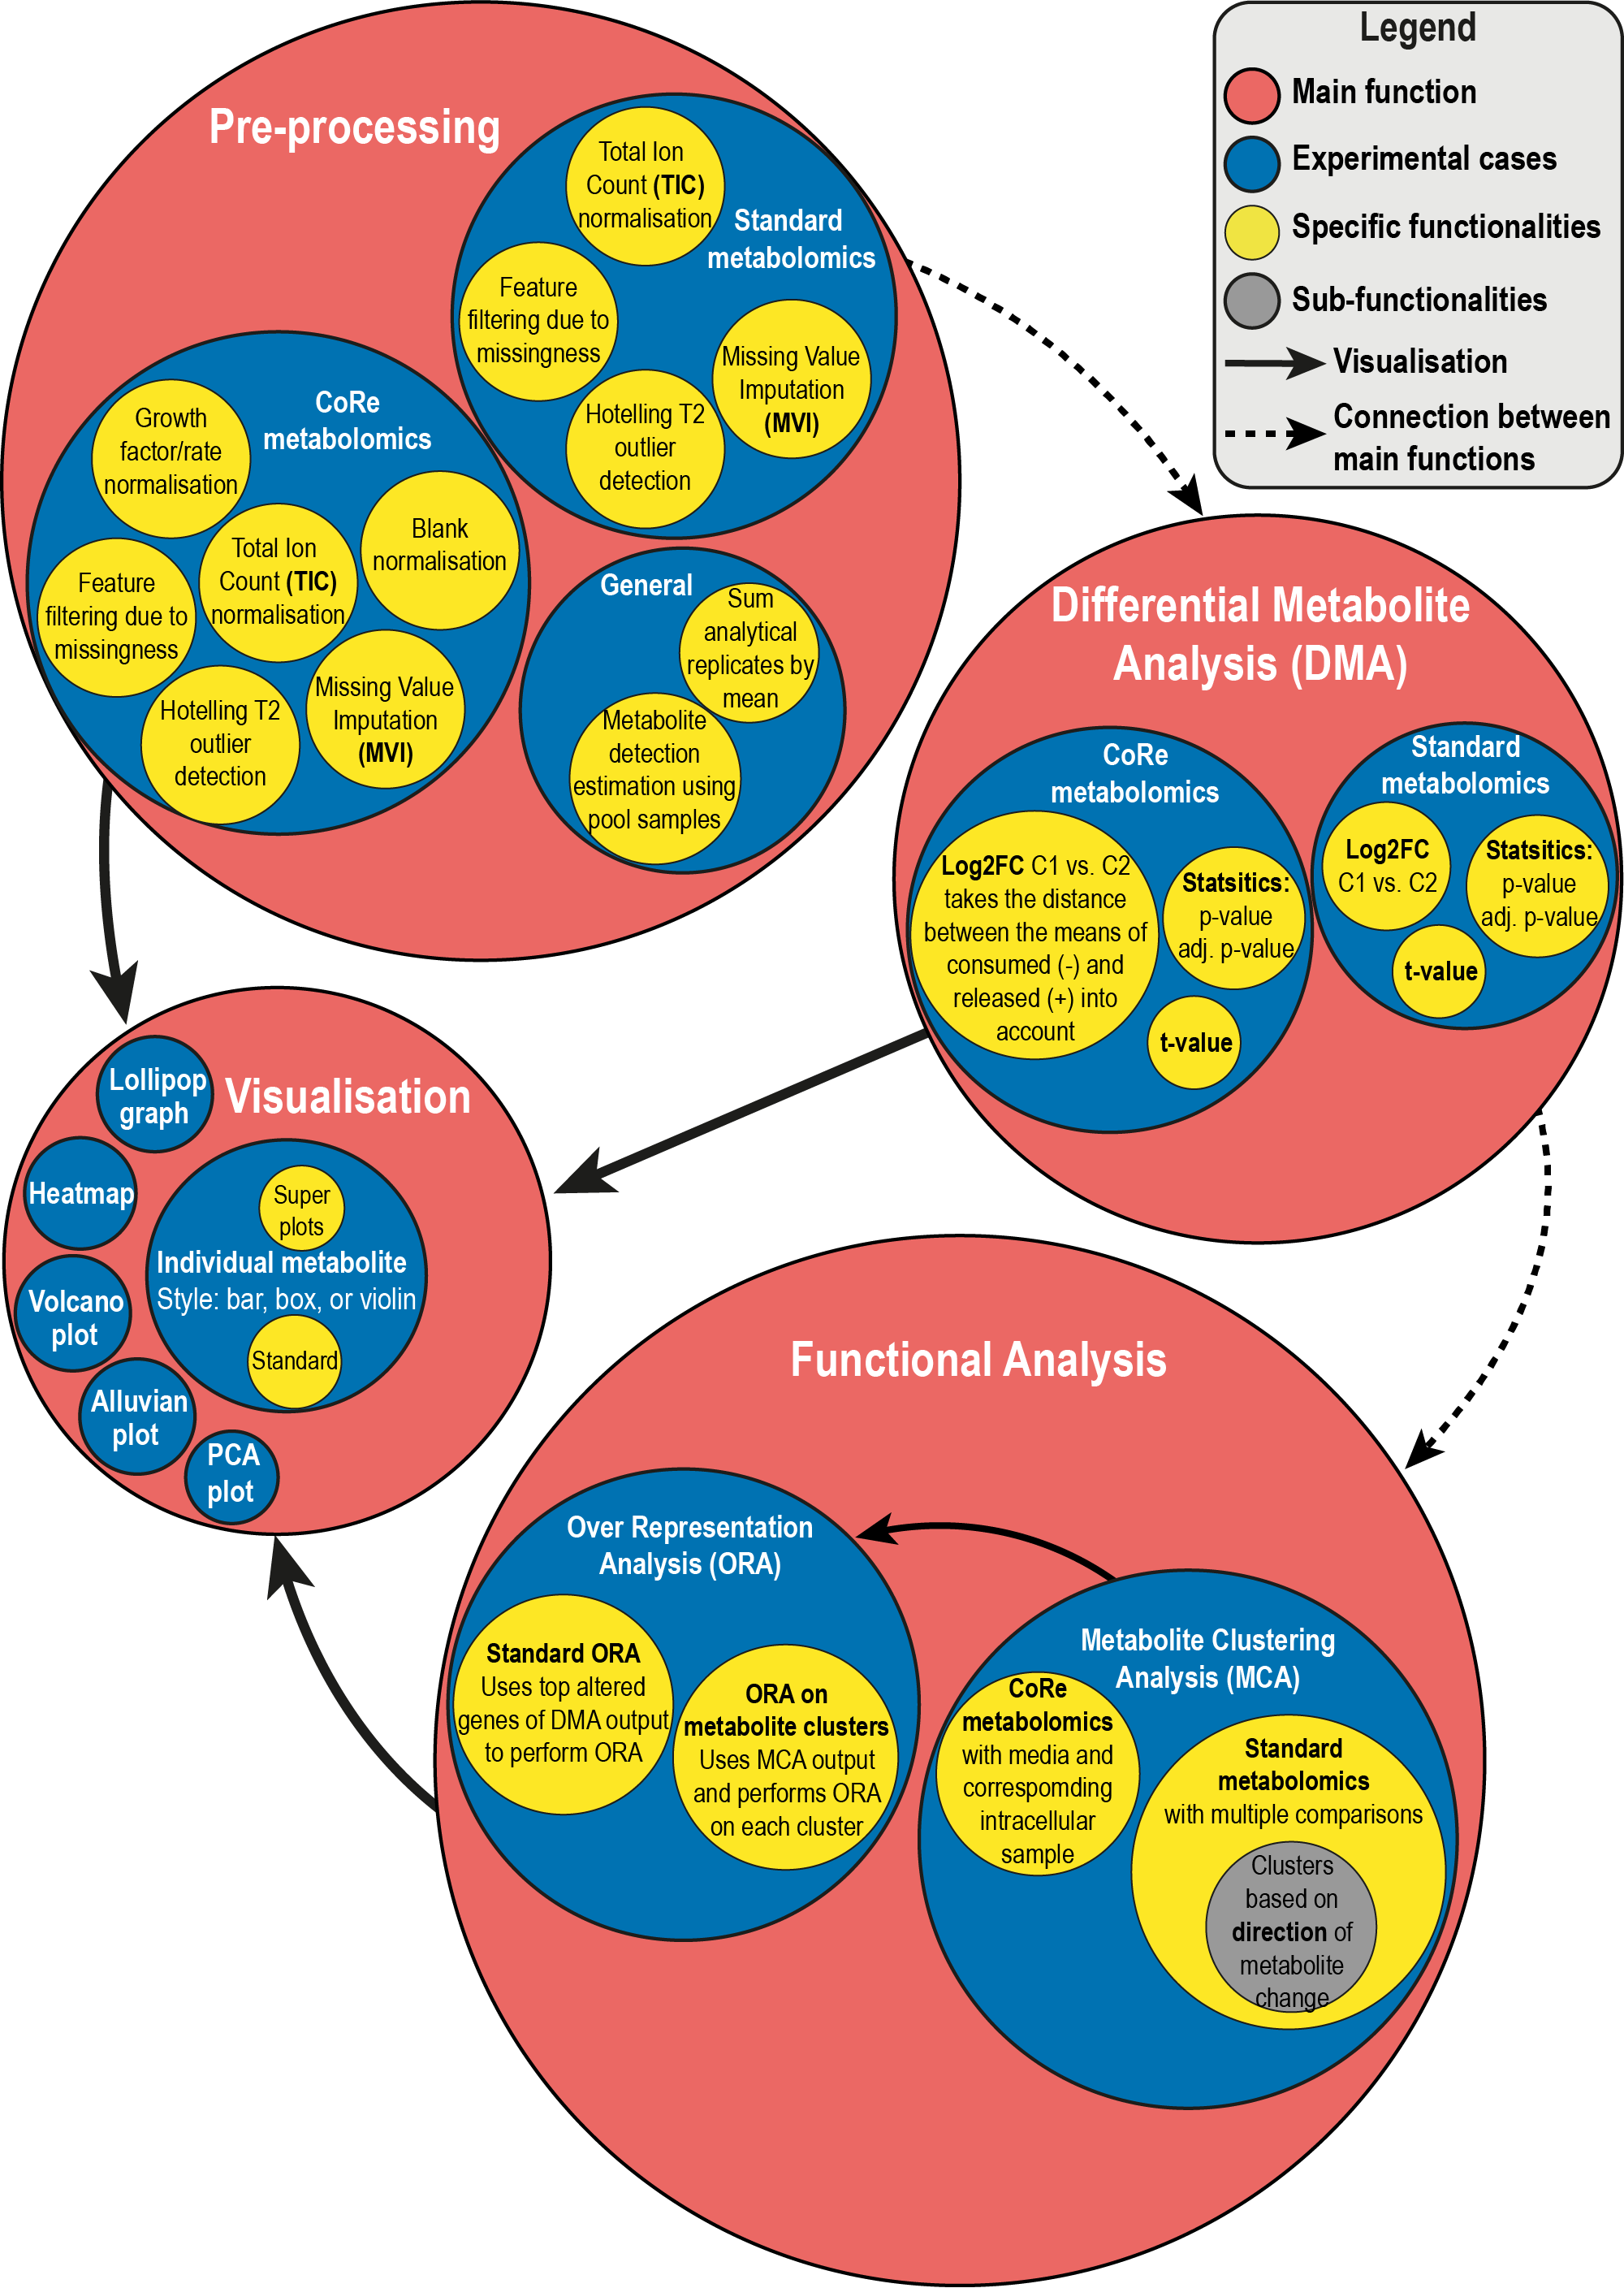 Legend
Main function
Experimental cases
Specific functionalities
Sub-functionalities
Visualisation
Connection between
main functions
Pre-processing
Total Ion
Count (TIC)
normalisation
Standard
metabolomics
Feature
filtering due to
missingness
Missing Value
Imputation
(MVI)
Hotelling T2
outlier
detection
CoRe
metabolomics
Growth
factor/rate
normalisation
Blank
normalisation
Total Ion
Count (TIC)
normalisation
Feature
filtering due to
missingness
Missing Value
Imputation
(MVI)
Hotelling T2
outlier
detection
General
Sum
analytical
replicates by
mean
Metabolite
detection
estimation using
pool samples
Differential Metabolite
Analysis (DMA)
CoRe
metabolomics
Log2FC C1 vs. C2
takes the distance
between the means of
consumed (-) and
released (+) into
account
Statsitics:
p-value
adj. p-value
t-value
Standard
metabolomics
Log2FC
C1 vs. C2
Statsitics:
p-value
adj. p-value
t-value
Visualisation
Lollipop
graph
Heatmap
Volcano
plot
Alluvian
plot
PCA
plot
Super
plots
Individual metabolite
Style: bar, box, or violin
Standard
Functional Analysis
Over Representation
Analysis (ORA)
Standard ORA
Uses top altered
genes of DMA output
to perform ORA
ORA on
metabolite clusters
Uses MCA output
and performs ORA
on each cluster
Metabolite Clustering
Analysis (MCA)
CoRe
metabolomics
with media and
correspomding
intracellular
sample
Standard
metabolomics
with multiple comparisons
Clusters
based on
direction of
metabolite
change